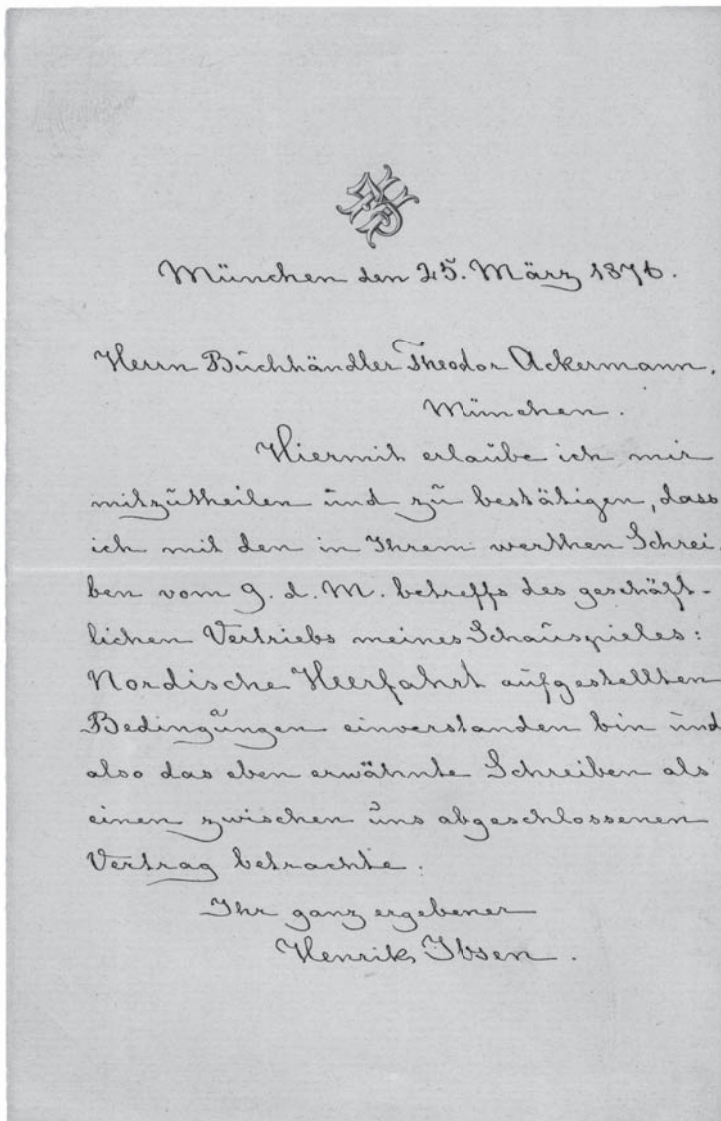 München den 25. März 1876.
Herrn Buchhändler Theodor Ackermann,
München.
Hiermit erlaube ich mir
mitzutheilen und zu bestätigen, dass
ich mit den in Ihrem werthen Schrei-
ben vom 9. d. M. betreffs des geschäft-
lichen Vertriebs meines Schauspieles:
Nordische Heerfahrt aufgestellten
Bedingungen einverstanden bin und
also das eben erwähnte Schreiben als
einen zwischen uns abgeschlossenen
Vertrag betrachte.
Ihr ganz ergebener
Henrik Ibsen.